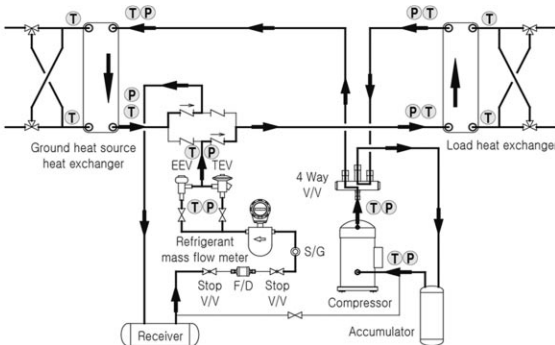 T
T P
P T
T
P
T
T
P T
T
Ground heat source
heat exchanger
Load heat exchanger
T P
EEV
TEV
4 Way
V/V
T P
T P
Refrigerant
mass flow meter
S/G
T P
Stop
V/V
F/D
Stop
V/V
Compressor
Receiver
Accumulator